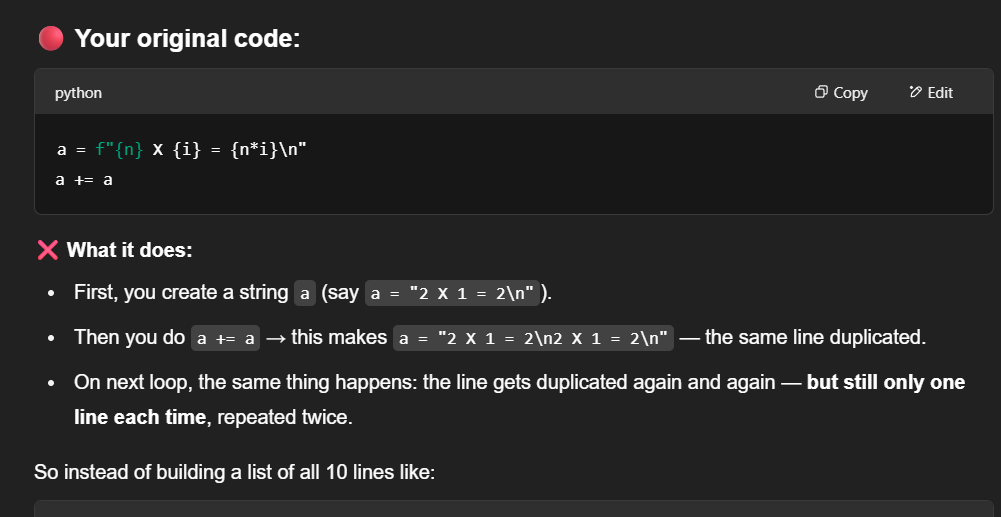 Your original code:
python
Copy
Edit
a = f"{n} X {i} = {n*i}\n"
a += a
What it does:
First, you create a string a (say a = "2 X 1 = 2\n" ).
Then you do a += a → this makes a = "2 X 1 = 2\n2 X 1 = 2\n" — the same line duplicated.
On next loop, the same thing happens: the line gets duplicated again and again — but still only one
line each time, repeated twice.
So instead of building a list of all 10 lines like: